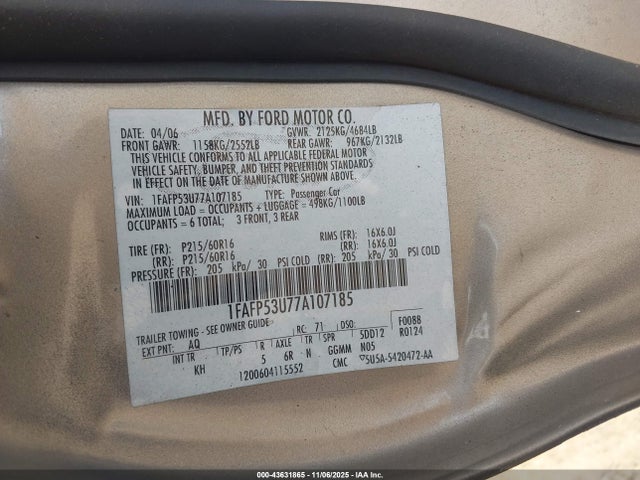 MFD. BY FORD MOTOR CO.
DATE: 04/06 GVWR: 2125KG/4684LB
FRONT GAWR: 1158KG/2552LB REAR GAWR: 967KG/2132LB
THIS VEHICLE CONFORMS TO ALL APPLICABLE FEDERAL MOTOR
VEHICLE SAFETY, BUMPER, AND THEFT PREVENTION STANDARDS
IN EFFECT ON THE DATE OF MANUFACTURE SHOWN ABOVE.
VIN: 1FAFP53U77A107185 TYPE: Passenger Car
MAXIMUM LOAD = OCCUPANTS + LUGGAGE = 498KG/1100LB
OCCUPANTS = 6 TOTAL; 3 FRONT, 3 REAR
TIRE (FR): P215/60R16 RIMS (FR): 16X6.0J
(RR): P215/60R16 (RR): 16X6.0J
PRESSURE (FR): 205 kPa/ 30 PSI COLD (RR): 205 kPa/ 30 PSI COLD
1FAFP53U77A107185
TRAILER TOWING - SEE OWNER GUIDE RC: 71 DSO: F0088
EXT PNT: AQ 5DD12 R0124
INT TR TP/PS R AXLE TR SPR N05
KH 5 6R N GGMM
1200604115552 CMC 5U5A-5420472-AA
000-43631865 - 11/06/2025 - IAA Inc.